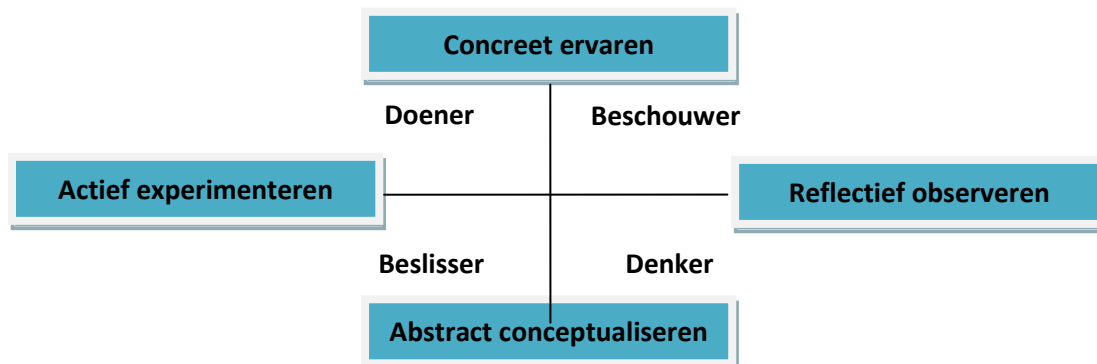 Concreet ervaren
Doener
Beschouwer
Actief experimenteren
Reflectief observeren
Beslisser
Denker
Abstract conceptualiseren